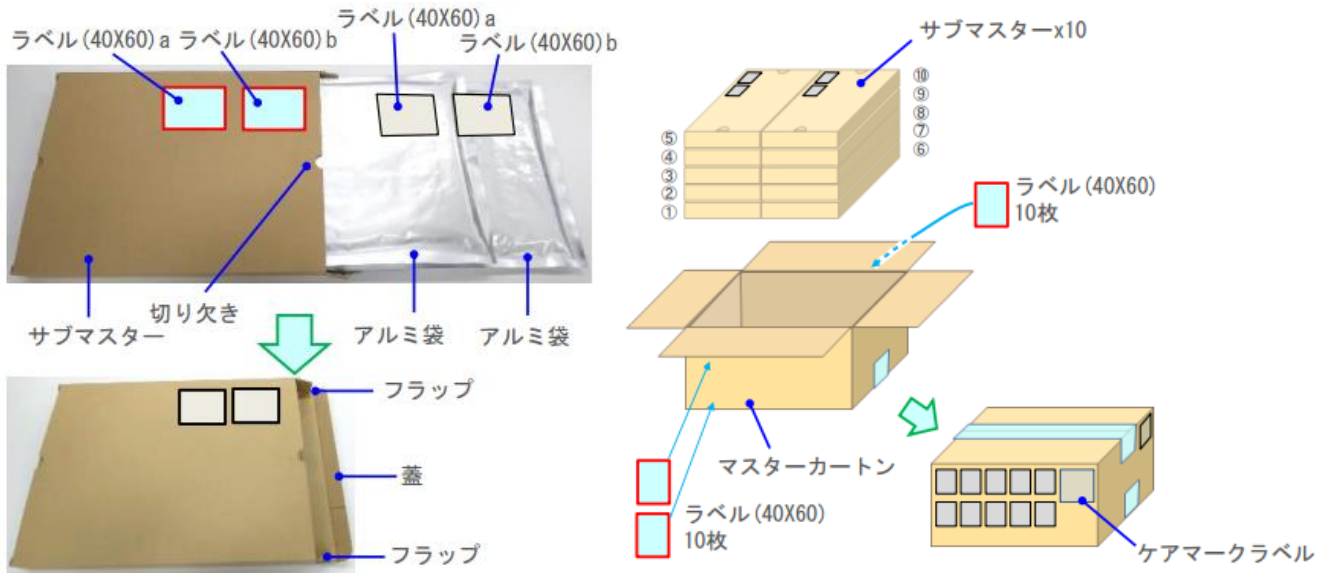 ラベル(40X60)a
ラベル(40X60)b
ラベル(40X60)a
ラベル(40X60)b
サブマスター
切り欠き
アルミ袋
アルミ袋
フラップ
蓋
フラップ
サブマスターx10
⑩
⑨
⑧
⑦
⑥
⑤
④
③
②
①
ラベル(40X60)
10枚
マスターカートン
ラベル(40X60)
10枚
ケアマークラベル